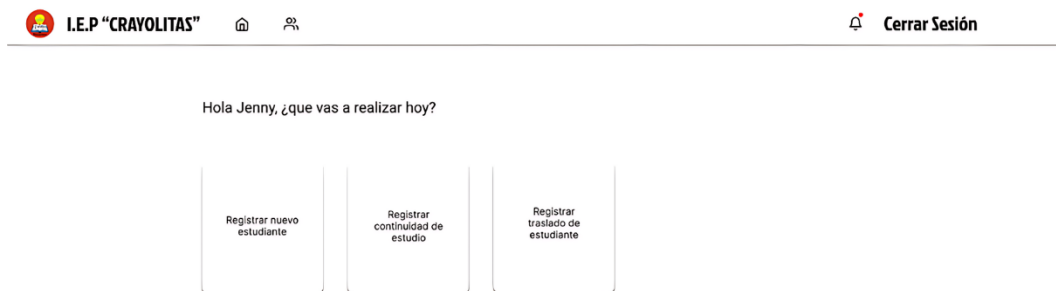 I.E.P “CRAYOLITAS”
Cerrar Sesión
Hola Jenny, ¿que vas a realizar hoy?
Registrar nuevo
estudiante
Registrar
continuidad de
estudio
Registrar
traslado de
estudiante